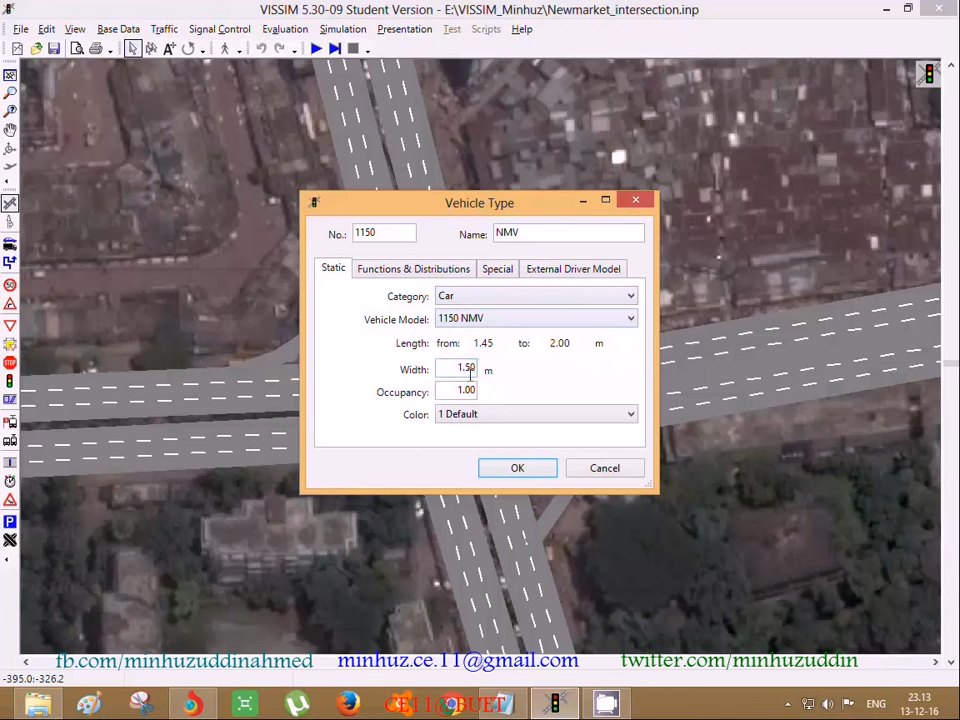 VISSIM 5.30-09 Student Version - E:\VISSIM_Minhuz\Newmarket_intersection.inp
File Edit View Base Data Traffic Signal Control Evaluation Simulation Presentation Test Scripts Help
Vehicle Type
No.: 1150 Name: NMV
Static Functions & Distributions Special External Driver Model
Category: Car
Vehicle Model: 1150 NMV
Length: from: 1.45 to: 2.00 m
Width: 1.50 m
Occupancy: 1.00
Color: 1 Default
OK Cancel
fb.com/minhuzuddinahmed minhuz.ce.11@gmail.com twitter.com/minhuzuddin
-395.0:-326.2
CE11@BUET
ENG
23.13
13-12-16